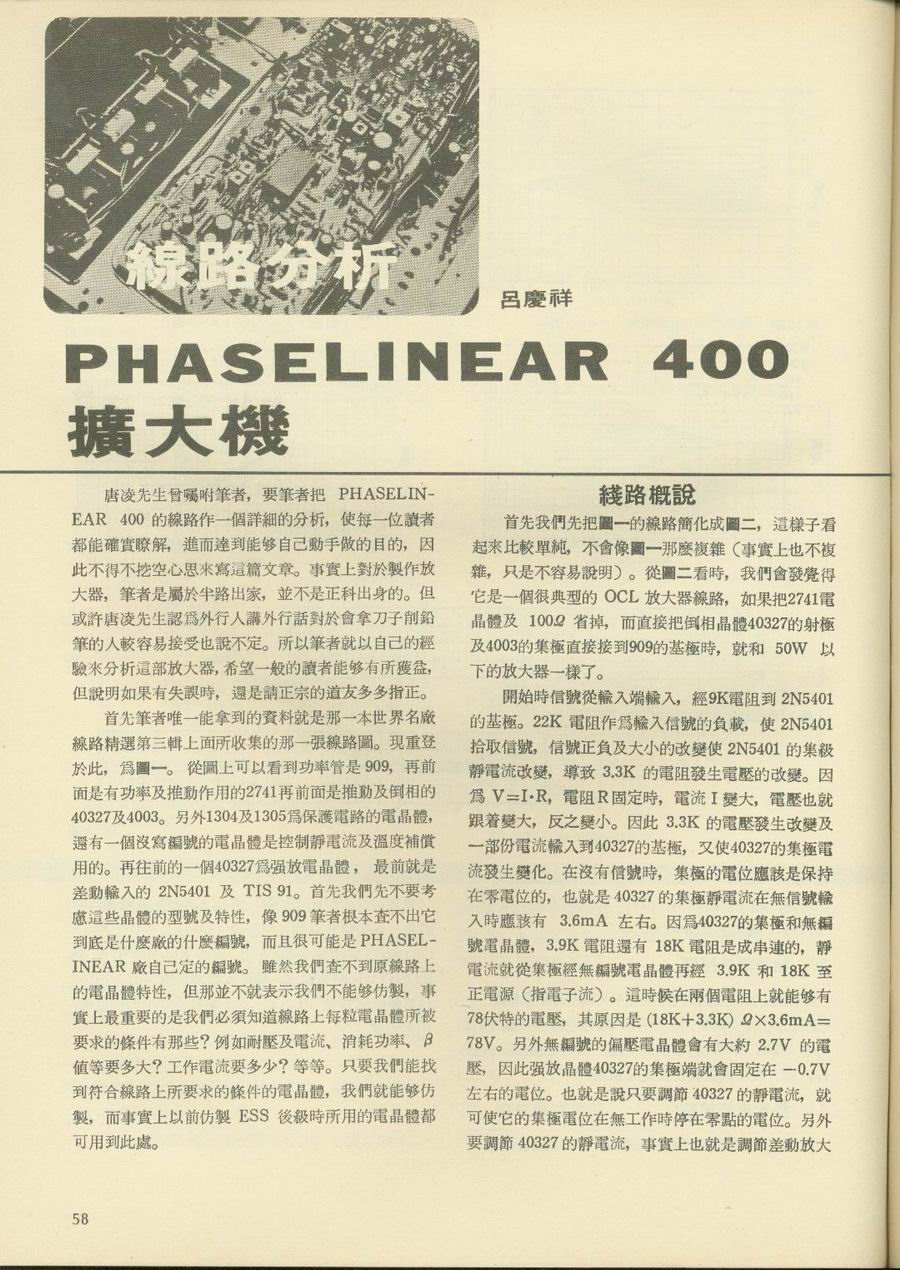 線路分析
呂慶祥
PHASELINEAR 400
擴大機
唐凌先生曾囑咐筆者，要筆者把 PHASELIN-
EAR 400 的線路作一個詳細的分析，使每一位讀者
都能確實瞭解，進而達到能够自己動手做的目的，因
此不得不挖空心思來寫這篇文章。事實上對於製作放
大器，筆者是屬於半路出家，並不是正科出身的。但
或許唐凌先生認爲外行人講外行話對於會拿刀子削鉛
筆的人較容易接受也說不定。所以筆者就以自己的經
驗來分析這部放大器，希望一般的讀者能够有所獲益，
但說明如果有失誤時，還是請正宗的道友多多指正。
首先筆者唯一能拿到的資料就是那一本世界名廠
線路精選第三輯上面所收集的那一張線路圖。現重登
於此，爲圖一。從圖上可以看到功率管是 909，再前
面是有功率及推動作用的2741再前面是推動及倒相的
40327及4003。另外1304及1305爲保護電路的電晶體，
還有一個沒寫編號的電晶體是控制靜電流及溫度補償
用的。再往前的一個40327爲强放電晶體，最前就是
差動輸入的 2N5401 及 TIS 91。首先我們先不要考
慮這些晶體的型號及特性，像 909 筆者根本查不出它
到底是什麼廠的什麼編號，而且很可能是 PHASEL-
INEAR 廠自己定的編號。雖然我們查不到原線路上
的電晶體特性，但那並不就表示我們不能够仿製，事
實上最重要的是我們必須知道線路上每粒電晶體所被
要求的條件有那些？例如耐壓及電流、消耗功率、β
値等要多大？工作電流要多少？等等。只要我們能找
到符合線路上所要求的條件的電晶體，我們就能够仿
製，而事實上以前仿製 ESS 後級時所用的電晶體都
可用到此處。
綫路概說
首先我們先把圖一的線路簡化成圖二，這樣子看
起來比較單純，不會像圖一那麼複雜（事實上也不複
雜，只是不容易說明）。從圖二看時，我們會發覺得
它是一個很典型的 OCL 放大器線路，如果把2741電
晶體及 100Ω 省掉，而直接把倒相晶體40327的射極
及4003的集極直接接到909的基極時，就和 50W 以
下的放大器一樣了。
開始時信號從輸入端輸入，經9K電阻到 2N5401
的基極。22K 電阻作爲輸入信號的負載，使 2N5401
拾取信號，信號正負及大小的改變使 2N5401 的集級
靜電流改變，導致 3.3K 的電阻發生電壓的改變。因
爲 V＝I·R，電阻R固定時，電流 I 變大，電壓也就
跟着變大，反之變小。因此 3.3K 的電壓發生改變及
一部份電流輸入到40327的基極，又使40327的集極電
流發生變化。在沒有信號時，集極的電位應該是保持
在零電位的，也就是 40327 的集極靜電流在無信號輸
入時應該有 3.6mA 左右。因爲40327的集極和無編
號電晶體，3.9K 電阻還有 18K 電阻是成串連的，靜
電流就從集極經無編號電晶體再經 3.9K 和 18K 至
正電源（指電子流）。這時候在兩個電阻上就能够有
78伏特的電壓，其原因是 (18K＋3.3K) Ω×3.6mA＝
78V。另外無編號的偏壓電晶體會有大約 2.7V 的電
壓，因此强放晶體40327的集極端就會固定在 －0.7V
左右的電位。也就是說只要調節 40327 的靜電流，就
可使它的集極電位在無工作時停在零點的電位。另外
要調節 40327 的靜電流，事實上也就是調節差動放大
58